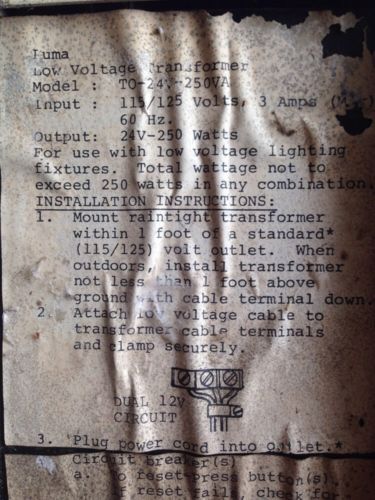 Luma
Low Voltage Transformer
Model : TO-24V-250VA
Input : 115/125 Volts, 3 Amps (Max)
60 Hz.
Output: 24V-250 Watts
For use with low voltage lighting
fixtures. Total wattage not to
exceed 250 watts in any combination.
INSTALLATION INSTRUCTIONS:
1. Mount raintight transformer
within 1 foot of a standard*
(115/125) volt outlet. When
outdoors, install transformer
not less than 1 foot above
ground with cable terminal down.
2. Attach low voltage cable to
transformer cable terminals
and clamp securely.
DUAL 12V
CIRCUIT
3. Plug power cord into outlet.*
Circuit breaker(s)
a. To reset-press button(s).
If reset fails, check for